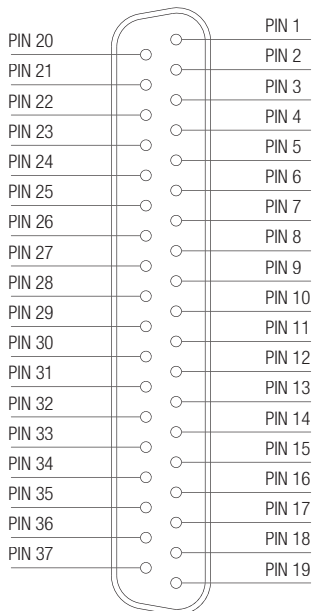 PIN 1
PIN 20
PIN 2
PIN 21
PIN 3
PIN 22
PIN 4
PIN 23
PIN 5
PIN 24
PIN 6
PIN 25
PIN 7
PIN 26
PIN 8
PIN 27
PIN 9
PIN 28
PIN 10
PIN 29
PIN 11
PIN 30
PIN 12
PIN 31
PIN 13
PIN 32
PIN 14
PIN 33
PIN 15
PIN 34
PIN 16
PIN 35
PIN 17
PIN 36
PIN 18
PIN 37
PIN 19